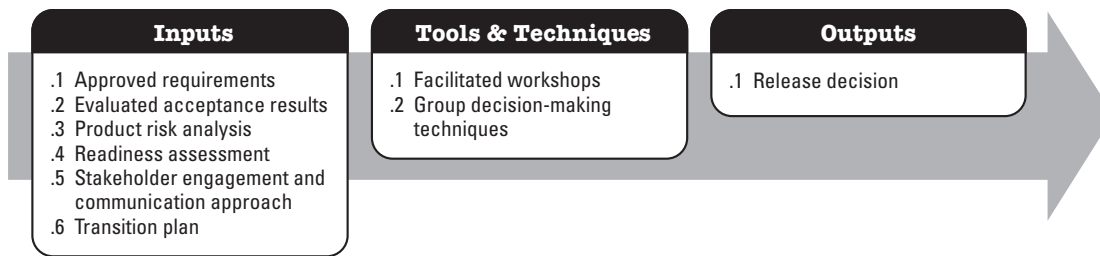 Inputs
.1 Approved requirements
.2 Evaluated acceptance results
.3 Product risk analysis
.4 Readiness assessment
.5 Stakeholder engagement and
communication approach
.6 Transition plan
Tools & Techniques
.1 Facilitated workshops
.2 Group decision-making
techniques
Outputs
.1 Release decision